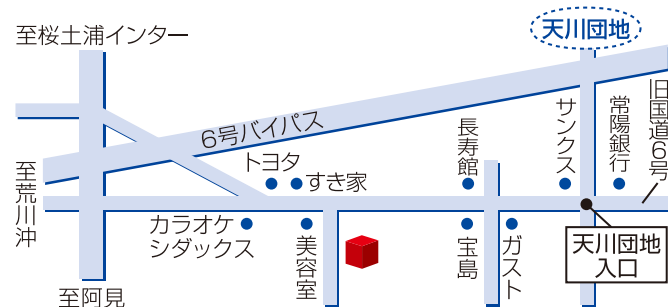 至桜土浦インター
天川団地
6号バイパス
トヨタ
すき家
長寿館
サンクス
常陽銀行
旧国道6号
至荒川沖
カラオケ
シダックス
美容室
宝島
ガスト
天川団地
入口
至阿見